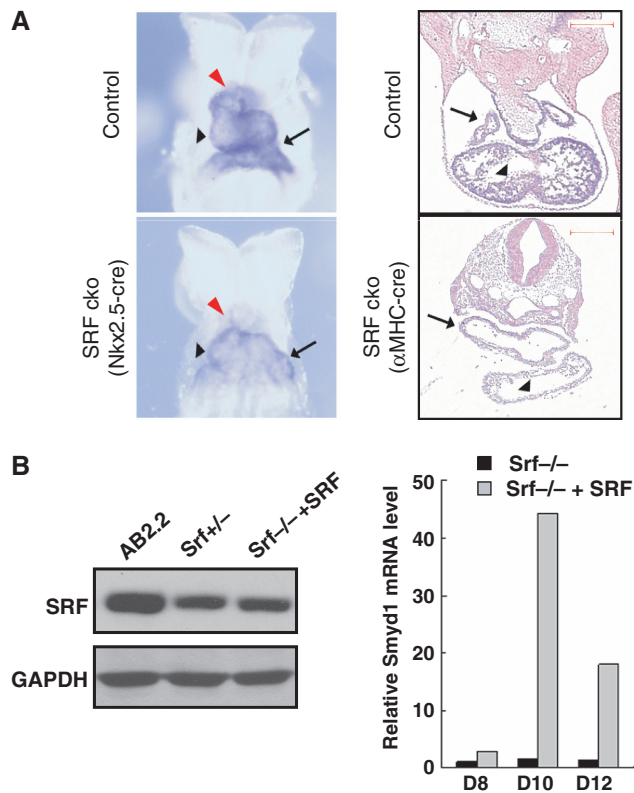 A
Control
SRF cko
(Nkx2.5-cre)
Control
SRF cko
(αMHC-cre)
B
AB2.2
Srf+/−
Srf−/−+SRF
SRF
GAPDH
Srf−/−
Srf−/− + SRF
Relative Smyd1 mRNA level
50
40
30
20
10
0
D8
D10
D12